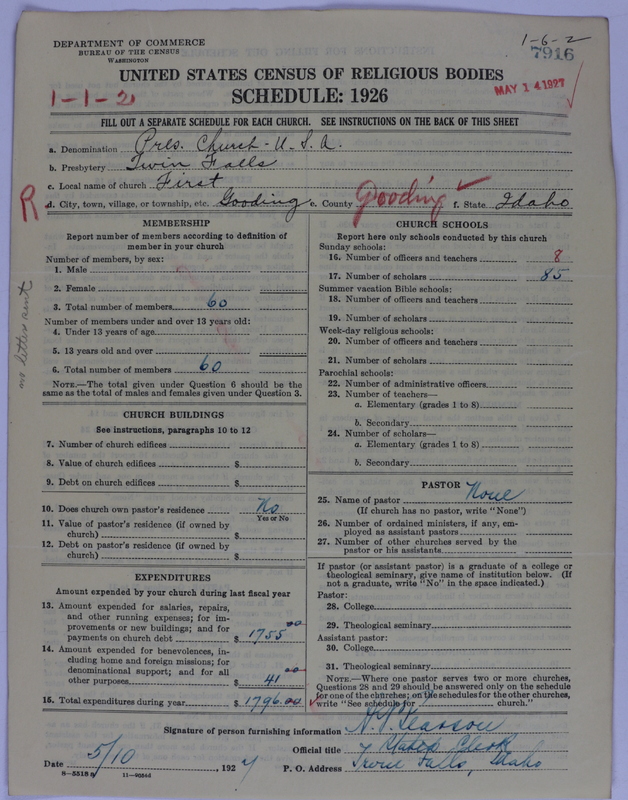 DEPARTMENT OF COMMERCE
BUREAU OF THE CENSUS
WASHINGTON
1-6-2
7916
UNITED STATES CENSUS OF RELIGIOUS BODIES
MAY 14 1927
1-1-2
SCHEDULE: 1926
FILL OUT A SEPARATE SCHEDULE FOR EACH CHURCH. SEE INSTRUCTIONS ON THE BACK OF THIS SHEET
a. Denomination Pres. Church - U. S. A.
b. Presbytery Twin Falls
c. Local name of church First
R
d. City, town, village, or township, etc. Gooding e. County Gooding f. State Idaho
no letter sent
MEMBERSHIP
Report number of members according to definition of
member in your church
Number of members, by sex:
1. Male
2. Female
3. Total number of members 60
Number of members under and over 13 years old:
4. Under 13 years of age
5. 13 years old and over
6. Total number of members 60
NOTE.—The total given under Question 6 should be the
same as the total of males and females given under Question 3.
CHURCH BUILDINGS
See instructions, paragraphs 10 to 12
7. Number of church edifices
8. Value of church edifices $
9. Debt on church edifices $
10. Does church own pastor's residence No
Yes or No
11. Value of pastor's residence (if owned by
church) $
12. Debt on pastor's residence (if owned by
church) $
EXPENDITURES
Amount expended by your church during last fiscal year
13. Amount expended for salaries, repairs,
and other running expenses; for im-
provements or new buildings; and for
payments on church debt $ 1755 00
14. Amount expended for benevolences, in-
cluding home and foreign missions; for
denominational support; and for all
other purposes $ 41 00
15. Total expenditures during year $ 1796.00
CHURCH SCHOOLS
Report here only schools conducted by this church
Sunday schools:
16. Number of officers and teachers 8
17. Number of scholars 85
Summer vacation Bible schools:
18. Number of officers and teachers
19. Number of scholars
Week-day religious schools:
20. Number of officers and teachers
21. Number of scholars
Parochial schools:
22. Number of administrative officers
23. Number of teachers—
a. Elementary (grades 1 to 8)
b. Secondary
24. Number of scholars—
a. Elementary (grades 1 to 8)
b. Secondary
PASTOR
25. Name of pastor None
(If church has no pastor, write "None")
26. Number of ordained ministers, if any, em-
ployed as assistant pastors
27. Number of other churches served by the
pastor or his assistants
If pastor (or assistant pastor) is a graduate of a college or
theological seminary, give name of institution below. (If
not a graduate, write "No" in the space indicated.)
Pastor:
28. College
29. Theological seminary
Assistant pastor:
30. College
31. Theological seminary
NOTE.—Where one pastor serves two or more churches,
Questions 28 and 29 should be answered only on the schedule
for one of the churches; on the schedules for the other churches,
write "See schedule for church."
Signature of person furnishing information
Official title Stated Clerk
Date 5/10, 1927 P. O. Address Twin Falls, Idaho
8—5518a 11—9034d